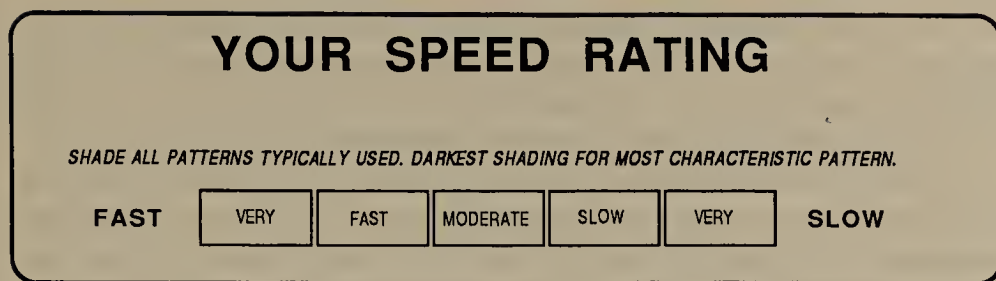 YOUR SPEED RATING
SHADE ALL PATTERNS TYPICALLY USED. DARKEST SHADING FOR MOST CHARACTERISTIC PATTERN.
FAST VERY FAST MODERATE SLOW VERY SLOW